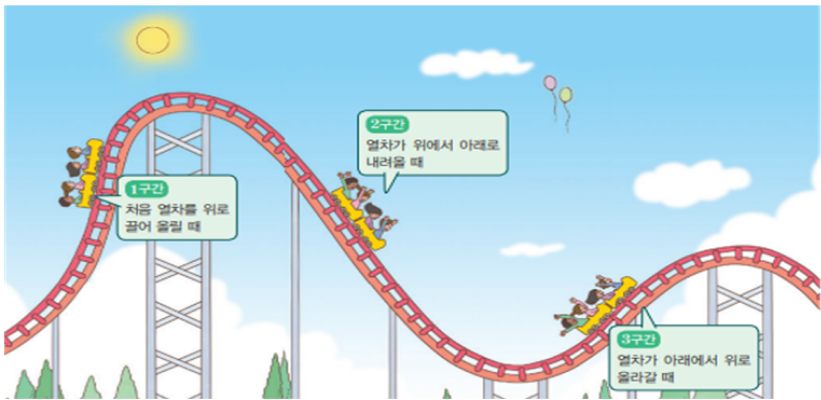 1구간
처음 열차를 위로
끌어 올릴 때
2구간
열차가 위에서 아래로
내려올 때
3구간
열차가 아래에서 위로
올라갈 때